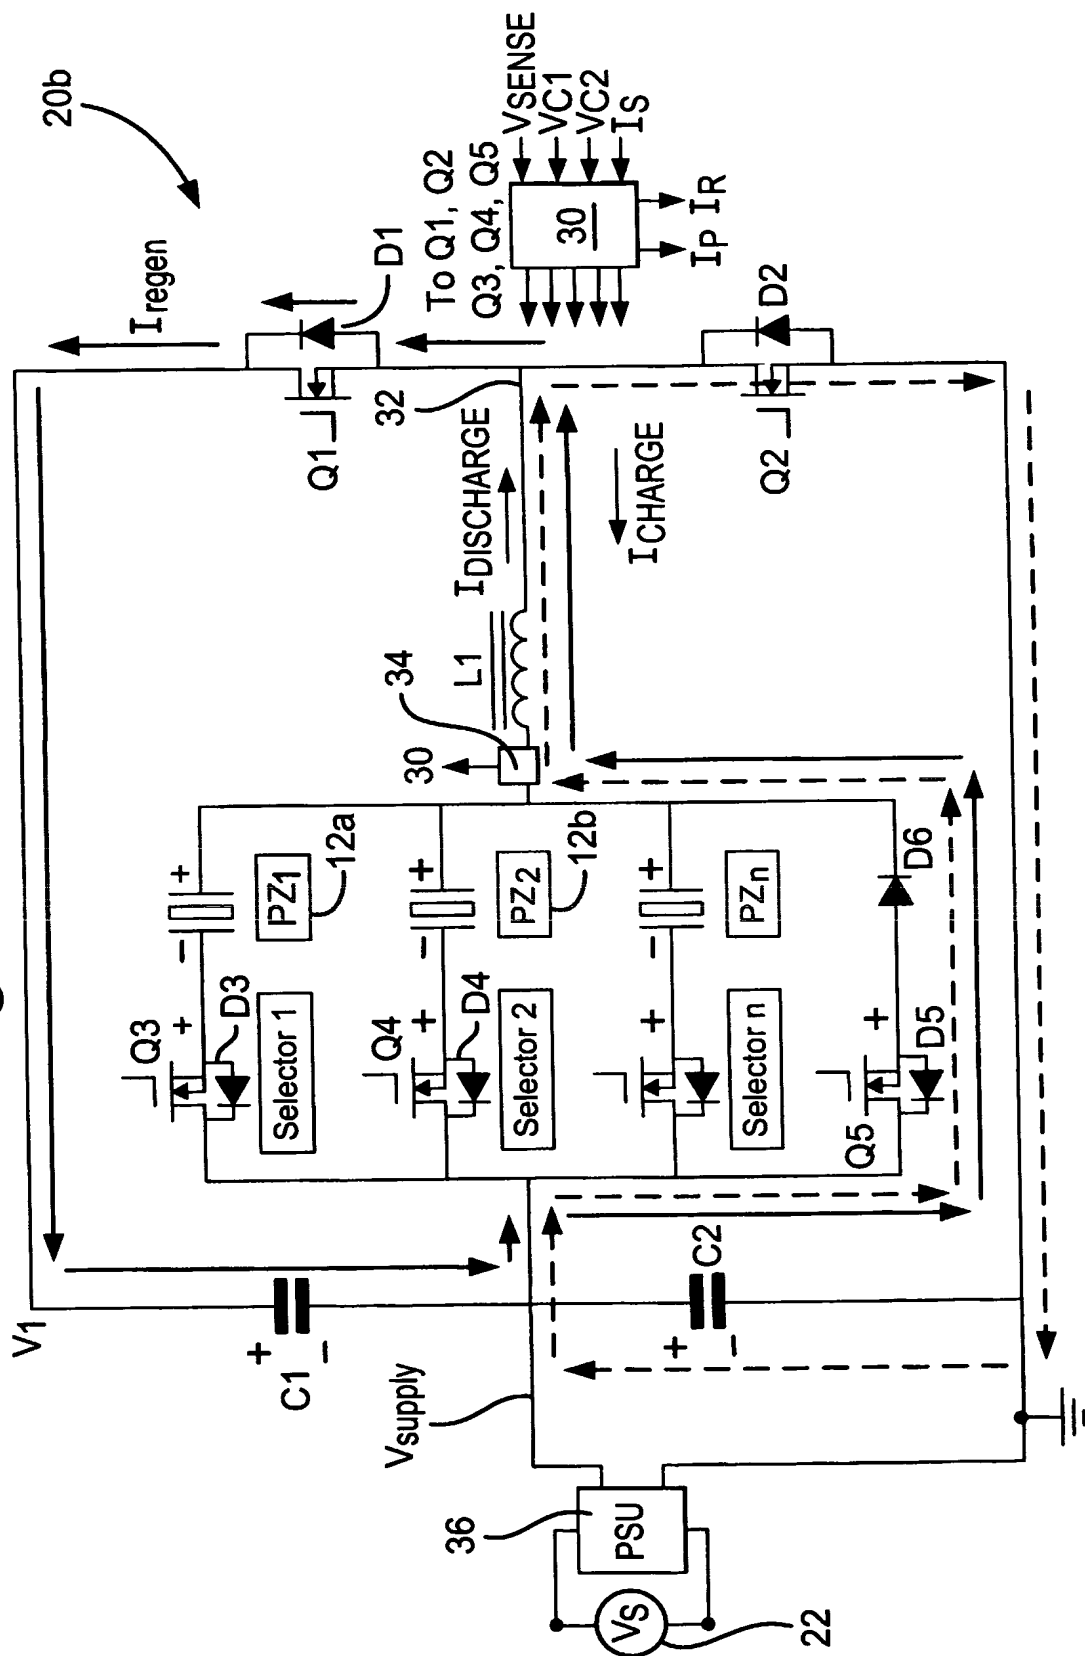 20b
V1
Iregen
D1
Q1
To Q1, Q2
Q3, Q4, Q5
VSENSE
VC1
VC2
IS
30
IP IR
32
C1
+
-
Vsupply
Q3
+
-
+
D3
Selector 1
PZ1
12a
Q4
+
-
+
D4
Selector 2
PZ2
12b
30
34
L1
IDISCHARGE
ICHARGE
+
-
+
Selector n
PZn
Q5
+
D5
D6
C2
+
-
Q2
D2
36
PSU
VS
22